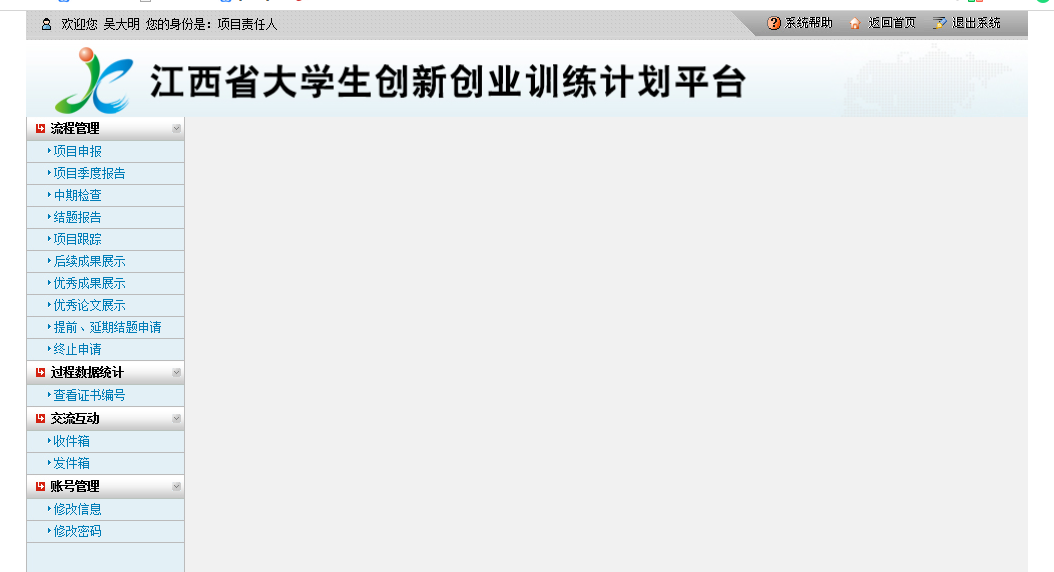 欢迎您 吴大明 您的身份是：项目责任人
系统帮助 返回首页 退出系统
江西省大学生创新创业训练计划平台
流程管理
项目申报
项目季度报告
中期检查
结题报告
项目跟踪
后续成果展示
优秀成果展示
优秀论文展示
提前、延期结题申请
终止申请
过程数据统计
查看证书编号
交流互动
收件箱
发件箱
账号管理
修改信息
修改密码